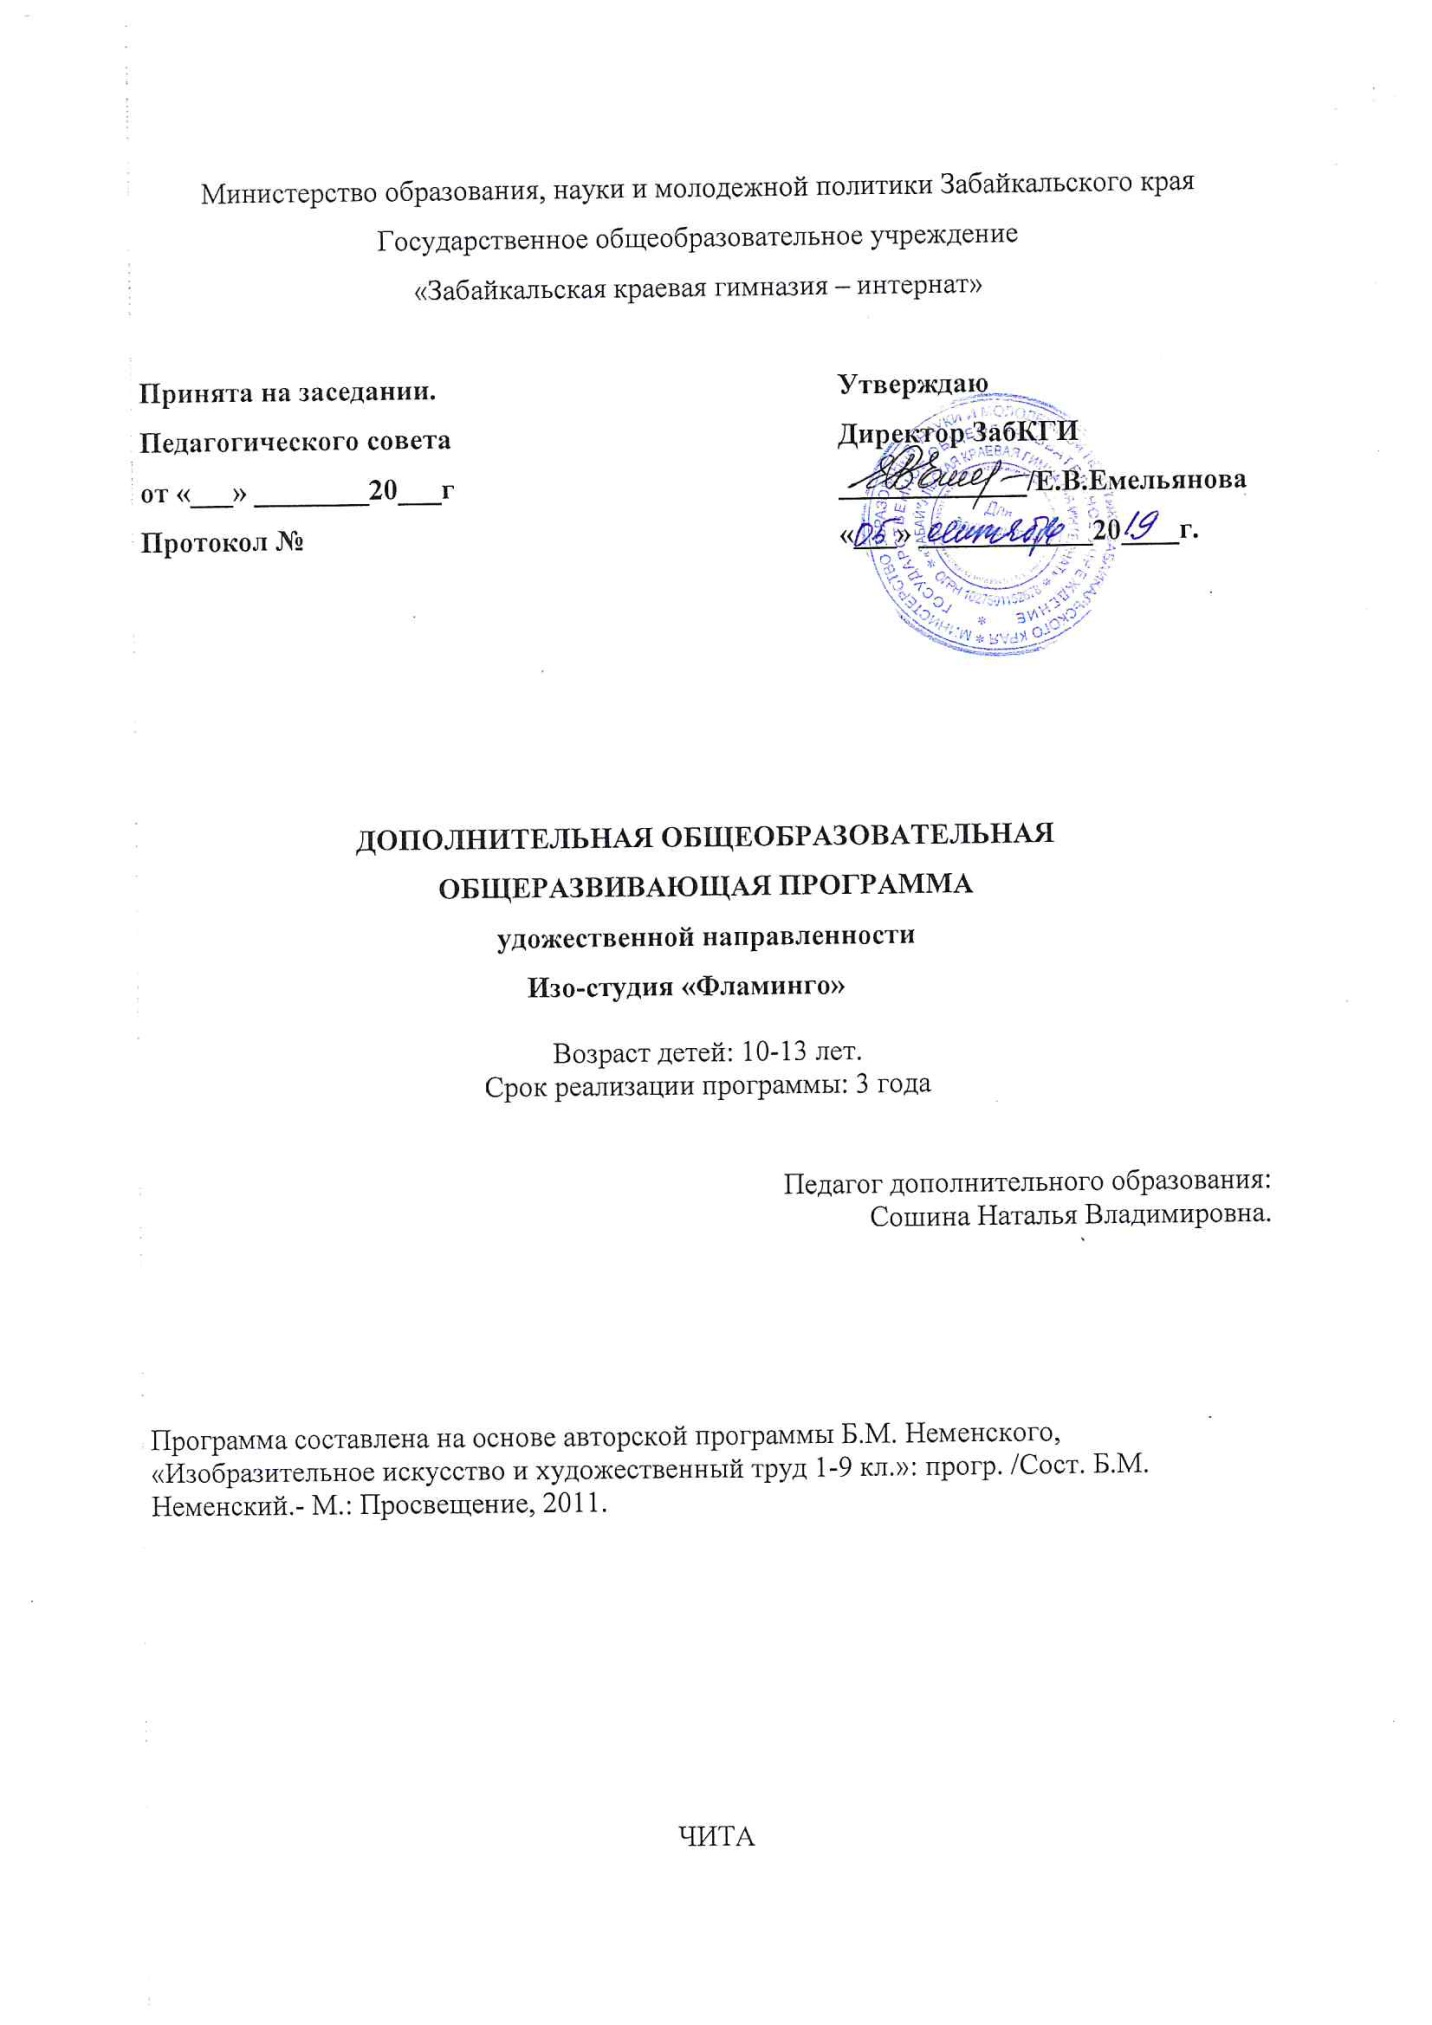 Министерство образования, науки и молодежной политики Забайкальского края
Государственное общеобразовательное учреждение
«Забайкальская краевая гимназия – интернат»
Принята на заседании.
Педагогического совета
от «___» ________20___г
Протокол №
Утверждаю
Директор ЗабКГИ
_____________/Е.В.Емельянова
«05» сентября 2019г.
ДОПОЛНИТЕЛЬНАЯ ОБЩЕОБРАЗОВАТЕЛЬНАЯ
ОБЩЕРАЗВИВАЮЩАЯ ПРОГРАММА
удожественной направленности
Изо-студия «Фламинго»
Возраст детей: 10-13 лет.
Срок реализации программы: 3 года
Педагог дополнительного образования:
Сошина Наталья Владимировна.
Программа составлена на основе авторской программы Б.М. Неменского,
«Изобразительное искусство и художественный труд 1-9 кл.»: прогр. /Сост. Б.М.
Неменский.- М.: Просвещение, 2011.
ЧИТА